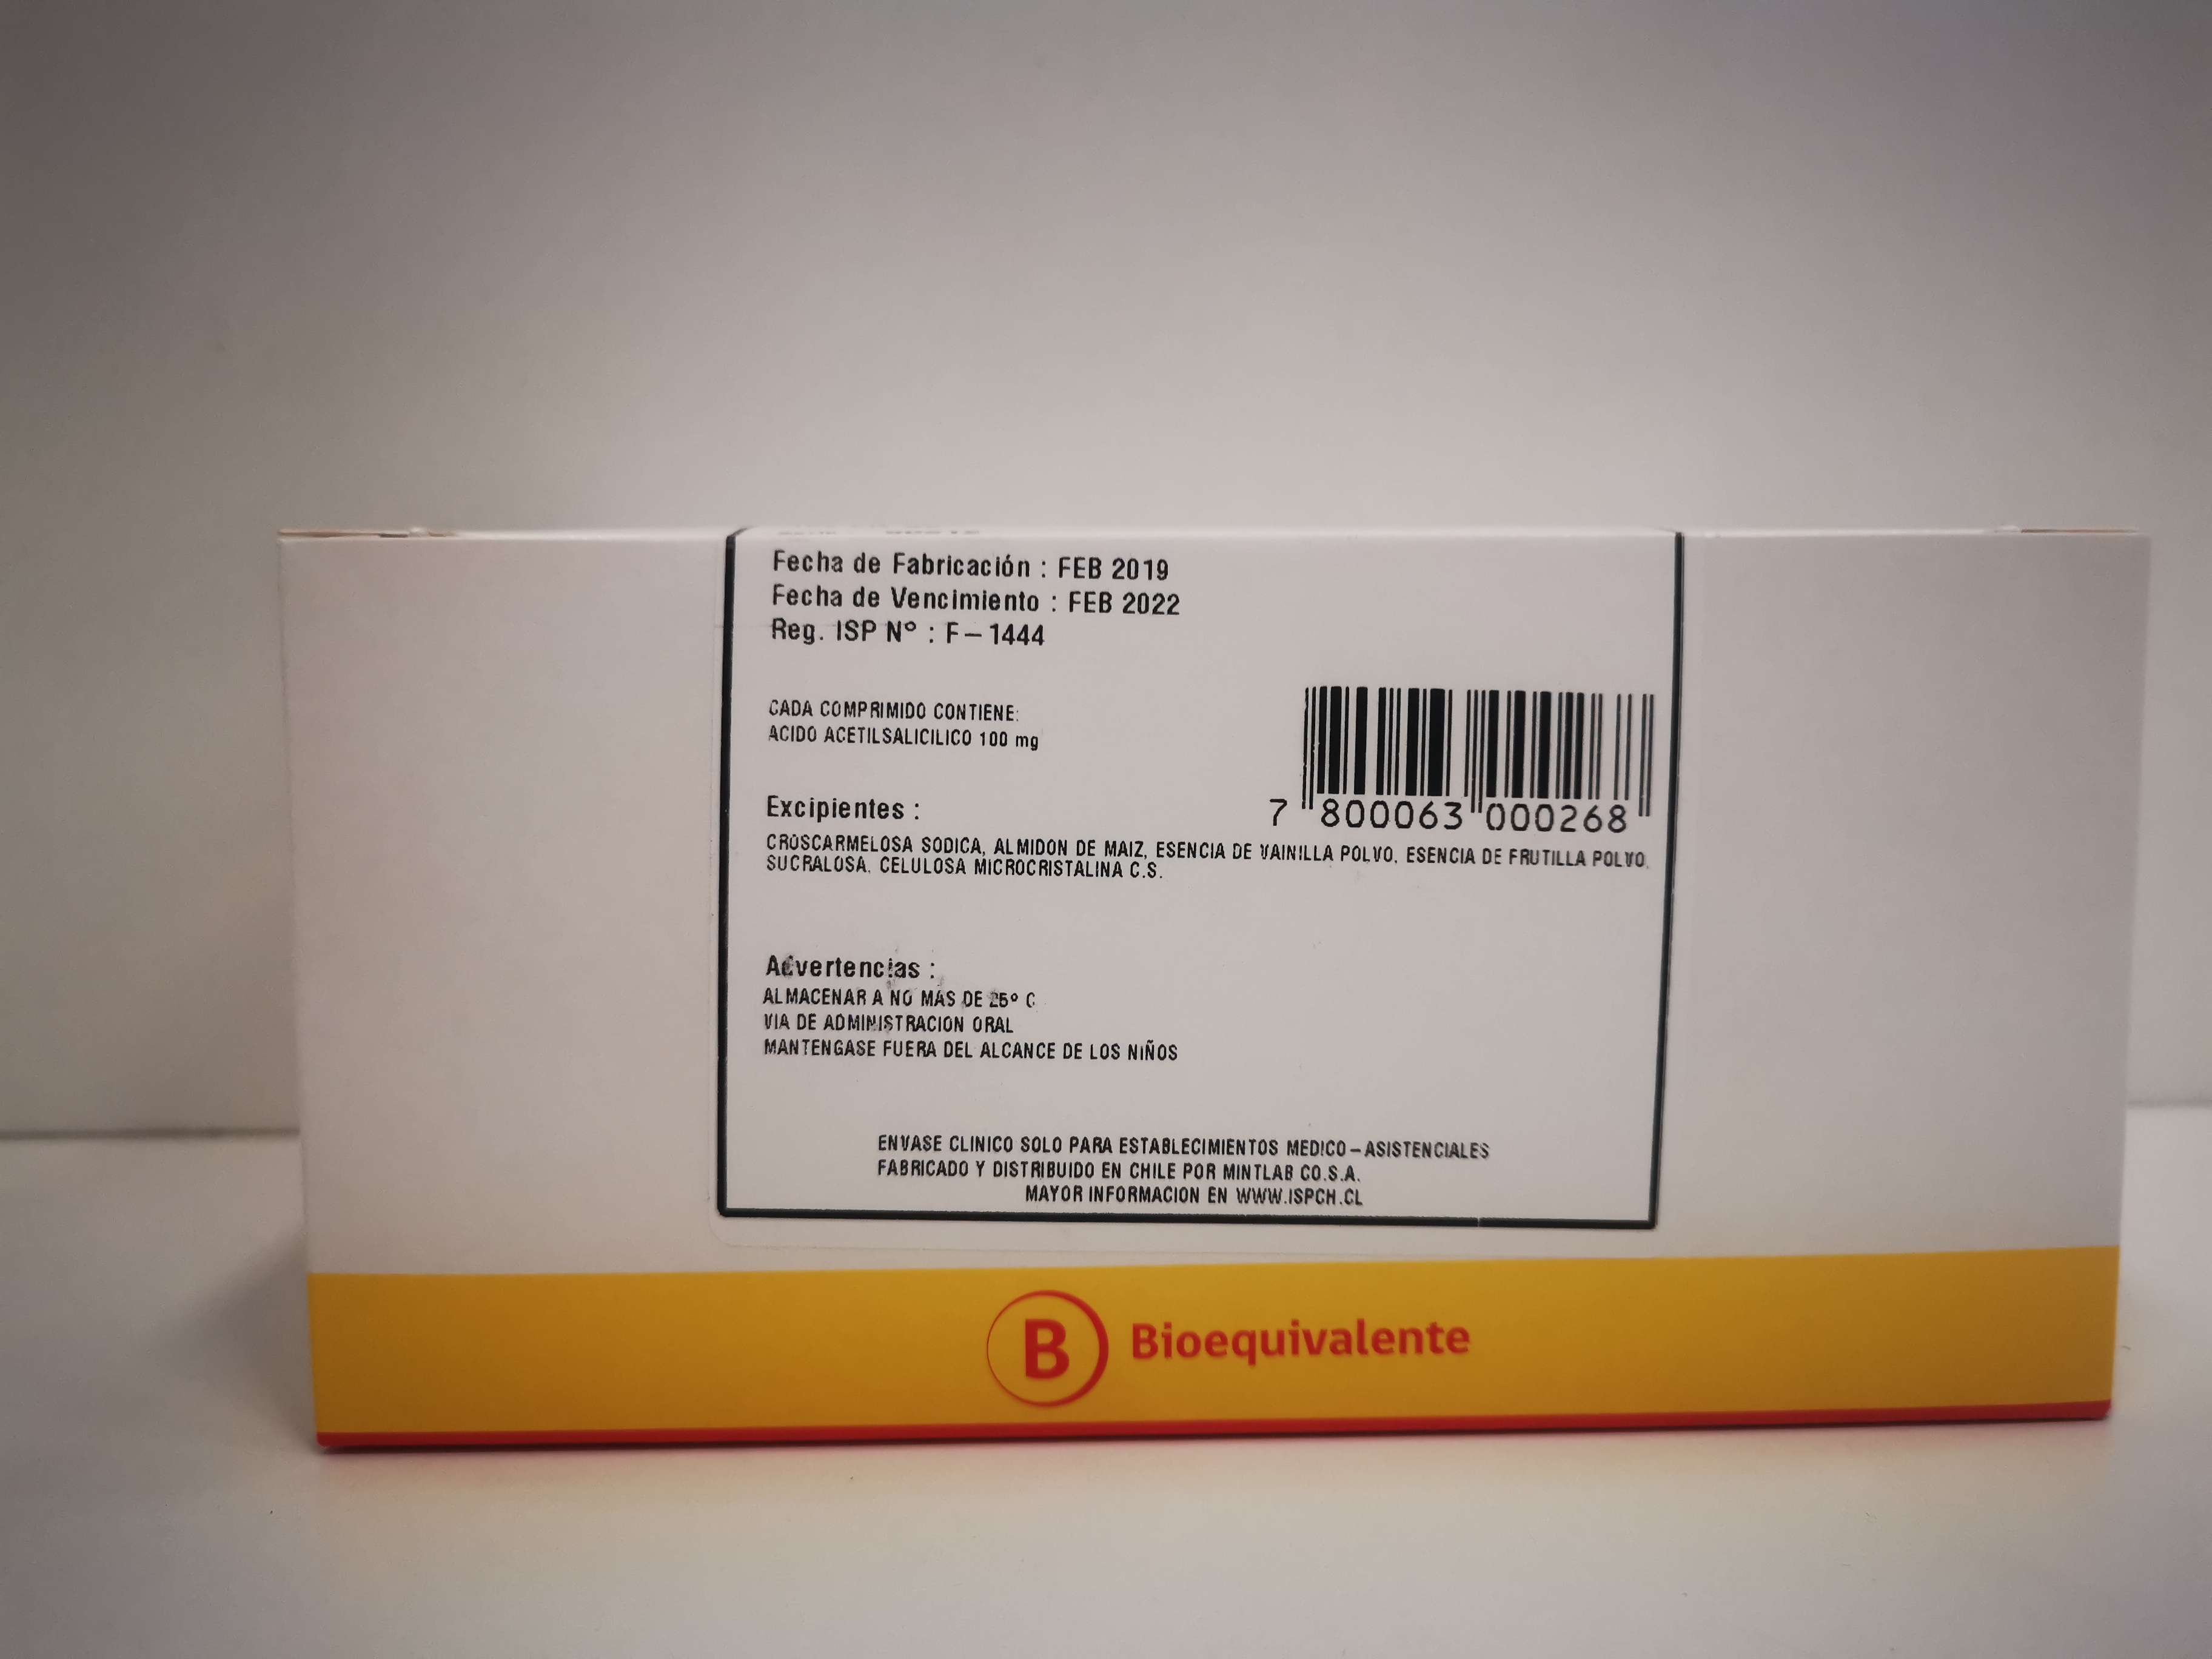 Fecha de Fabricación : FEB 2019
Fecha de Vencimiento : FEB 2022
Reg. ISP Nº : F-1444
CADA COMPRIMIDO CONTIENE:
ACIDO ACETILSALICILICO 100 mg
7 800063 000268
Excipientes :
CROSCARMELOSA SODICA, ALMIDON DE MAIZ, ESENCIA DE VAINILLA POLVO, ESENCIA DE FRUTILLA POLVO,
SUCRALOSA, CELULOSA MICROCRISTALINA C.S.
Advertencias :
ALMACENAR A NO MÁS DE 25º C
VIA DE ADMINISTRACION ORAL
MANTENGASE FUERA DEL ALCANCE DE LOS NIÑOS
ENVASE CLINICO SOLO PARA ESTABLECIMIENTOS MEDICO-ASISTENCIALES
FABRICADO Y DISTRIBUIDO EN CHILE POR MINTLAB CO.S.A.
MAYOR INFORMACION EN WWW.ISPCH.CL
B Bioequivalente